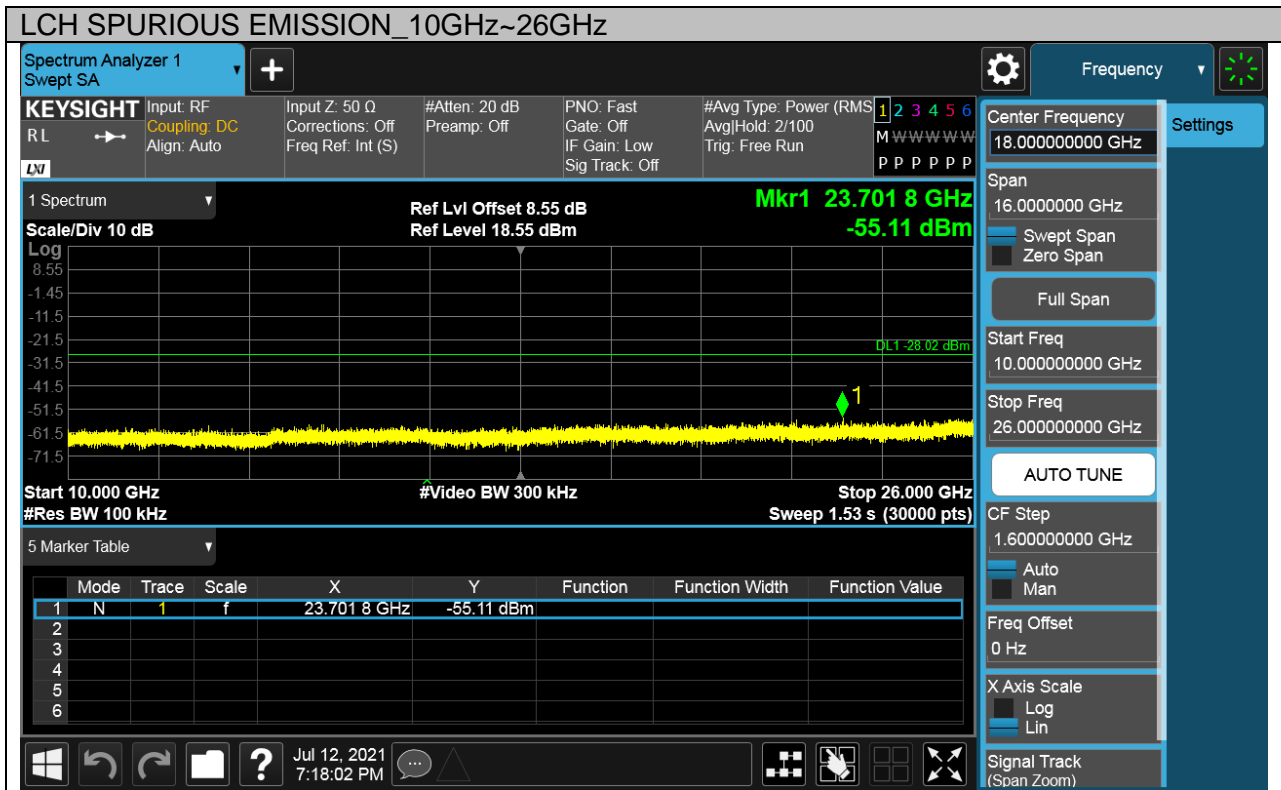 LCH SPURIOUS EMISSION_10GHz~26GHz
Spectrum Analyzer 1
Swept SA
+
Frequency
KEYSIGHT
RL
LXI
Input: RF
Coupling: DC
Align: Auto
Input Z: 50 Ω
Corrections: Off
Freq Ref: Int (S)
#Atten: 20 dB
Preamp: Off
PNO: Fast
Gate: Off
IF Gain: Low
Sig Track: Off
#Avg Type: Power (RMS
Avg|Hold: 2/100
Trig: Free Run
1 2 3 4 5 6
M W W W W W
P P P P P P
1 Spectrum
Scale/Div 10 dB
Ref Lvl Offset 8.55 dB
Ref Level 18.55 dBm
Mkr1 23.701 8 GHz
-55.11 dBm
Log
8.55
-1.45
-11.5
-21.5
-31.5
-41.5
-51.5
-61.5
-71.5
DL1 -28.02 dBm
1
Start 10.000 GHz
#Video BW 300 kHz
Stop 26.000 GHz
#Res BW 100 kHz
Sweep 1.53 s (30000 pts)
5 Marker Table
Mode Trace Scale X Y Function Function Width Function Value
1 N 1 f 23.701 8 GHz -55.11 dBm
2
3
4
5
6
Jul 12, 2021
7:18:02 PM
?
Center Frequency
18.000000000 GHz
Settings
Span
16.0000000 GHz
Swept Span
Zero Span
Full Span
Start Freq
10.000000000 GHz
Stop Freq
26.000000000 GHz
AUTO TUNE
CF Step
1.600000000 GHz
Auto
Man
Freq Offset
0 Hz
X Axis Scale
Log
Lin
Signal Track
(Span Zoom)